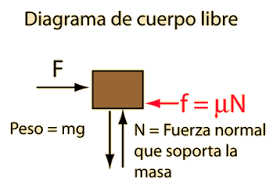 Diagrama de cuerpo libre
F
f = μN
Peso = mg
N = Fuerza normal
que soporta la
masa